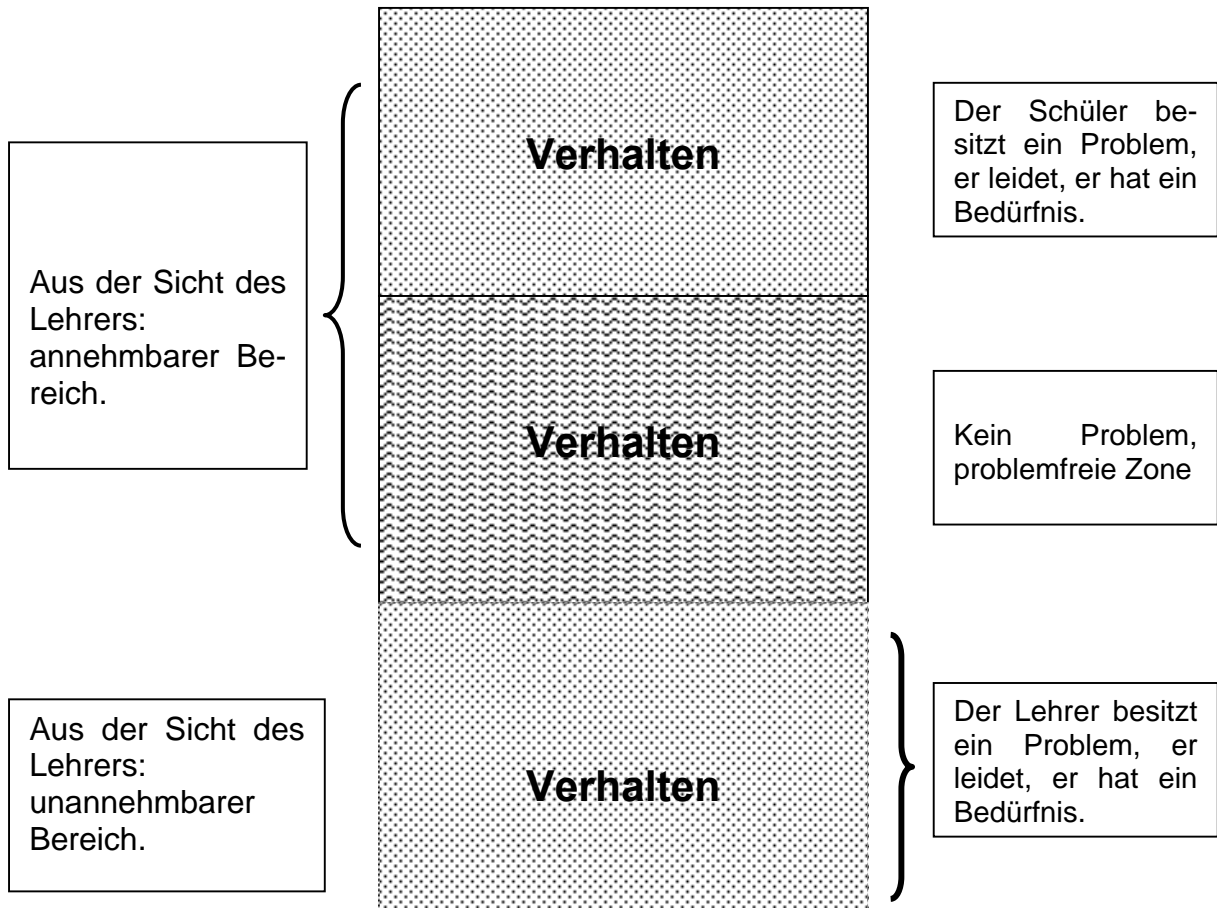 Verhalten
Der Schüler be-
sitzt ein Problem,
er leidet, er hat ein
Bedürfnis.
Aus der Sicht des
Lehrers:
annehmbarer Be-
reich.
Verhalten
Kein Problem,
problemfreie Zone
Aus der Sicht des
Lehrers:
unannehmbarer
Bereich.
Verhalten
Der Lehrer besitzt
ein Problem, er
leidet, er hat ein
Bedürfnis.